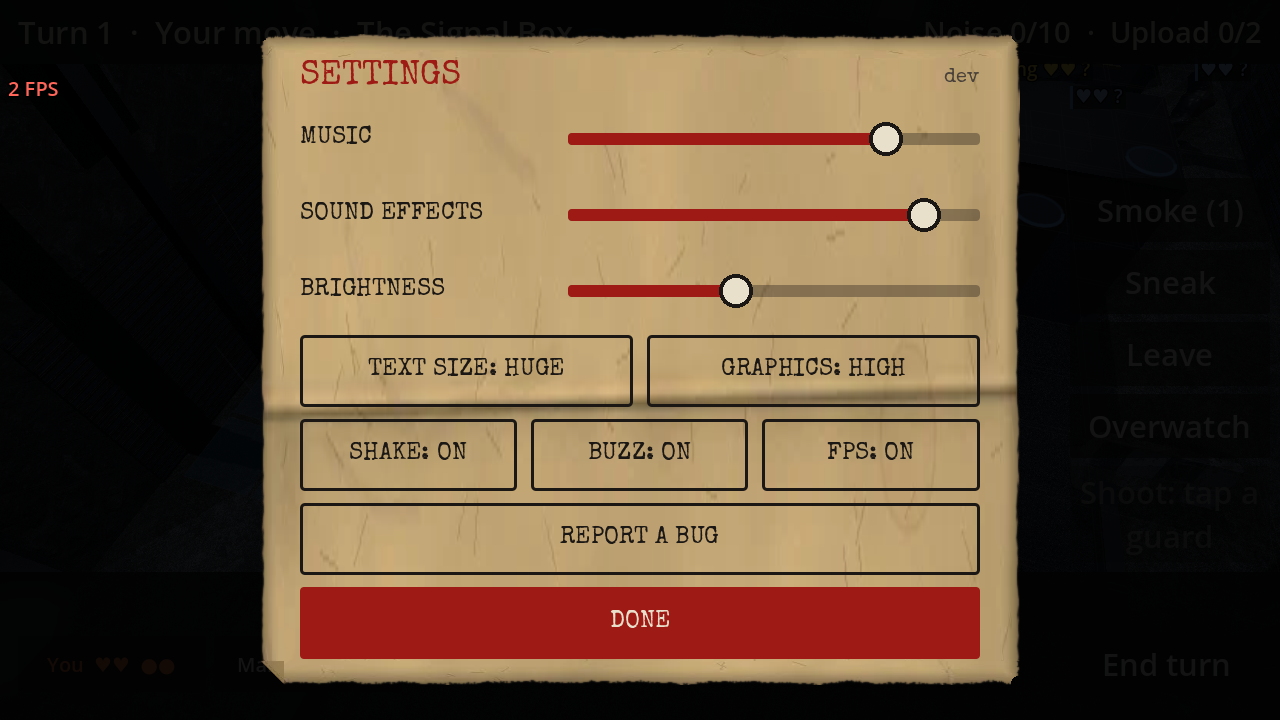 Turn 1 · Your move · The Signal Box
Noise 0/10 · Upload 0/2
2 FPS
SETTINGS
dev
MUSIC
SOUND EFFECTS
BRIGHTNESS
TEXT SIZE: HUGE
GRAPHICS: HIGH
SHAKE: ON
BUZZ: ON
FPS: ON
REPORT A BUG
DONE
Smoke (1)
Sneak
Leave
Overwatch
Shoot: tap a
guard
You
End turn